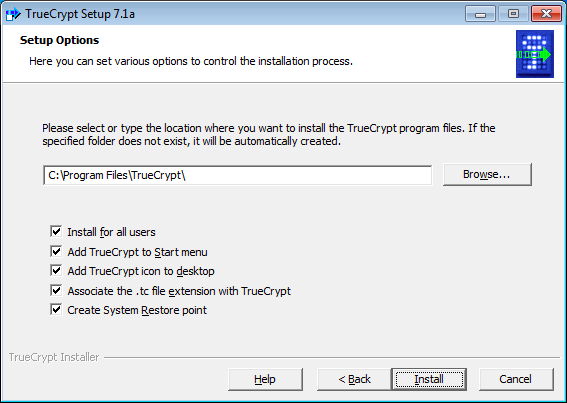 TrueCrypt Setup 7.1a
Setup Options
Here you can set various options to control the installation process.
Please select or type the location where you want to install the TrueCrypt program files. If the
specified folder does not exist, it will be automatically created.
C:\Program Files\TrueCrypt\
Browse...
Install for all users
Add TrueCrypt to Start menu
Add TrueCrypt icon to desktop
Associate the .tc file extension with TrueCrypt
Create System Restore point
TrueCrypt Installer
Help
< Back
Install
Cancel